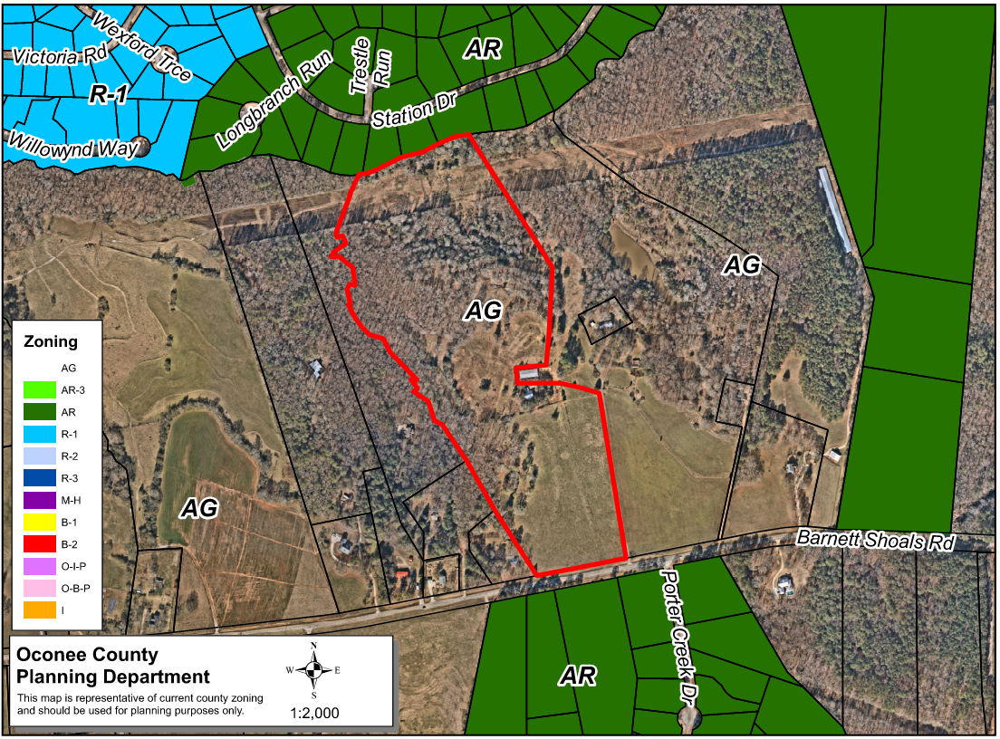 Wexford Trce
Victoria Rd
R-1
Willowynd Way
Longbranch Run
Trestle
Run
AR
Station Dr
AG
AG
AG
Zoning
AG
AR-3
AR
R-1
R-2
R-3
M-H
B-1
B-2
O-I-P
O-B-P
I
Barnett Shoals Rd
Porter Creek Dr
AR
Oconee County
Planning Department
This map is representative of current county zoning
and should be used for planning purposes only.
N
W
E
S
1:2,000